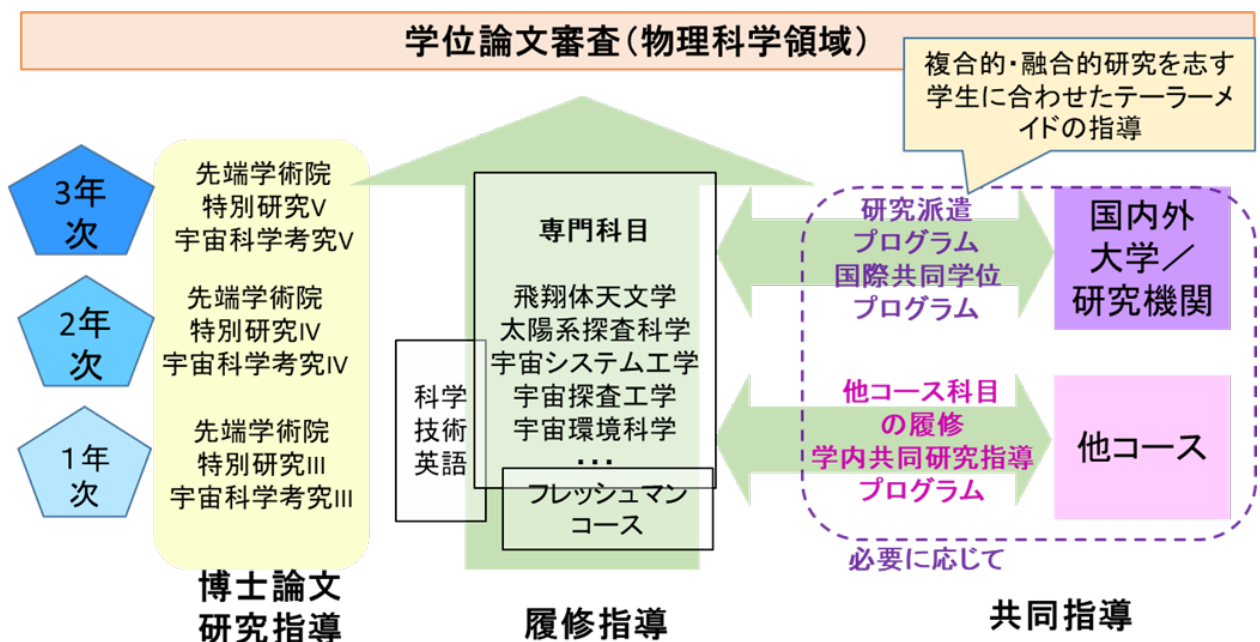 学位論文審査(物理科学領域)
複合的・融合的研究を志す
学生に合わせたテーラーメ
イドの指導
3年
次
先端学術院
特別研究V
宇宙科学考究V
2年
次
先端学術院
特別研究IV
宇宙科学考究IV
1年
次
先端学術院
特別研究III
宇宙科学考究III
博士論文
研究指導
科学
技術
英語
専門科目
飛翔体天文学
太陽系探査科学
宇宙システム工学
宇宙探査工学
宇宙環境科学
…
フレッシュマン
コース
履修指導
研究派遣
プログラム
国際共同学位
プログラム
国内外
大学/
研究機関
他コース科目
の履修
学内共同研究指導
プログラム
他コース
必要に応じて
共同指導